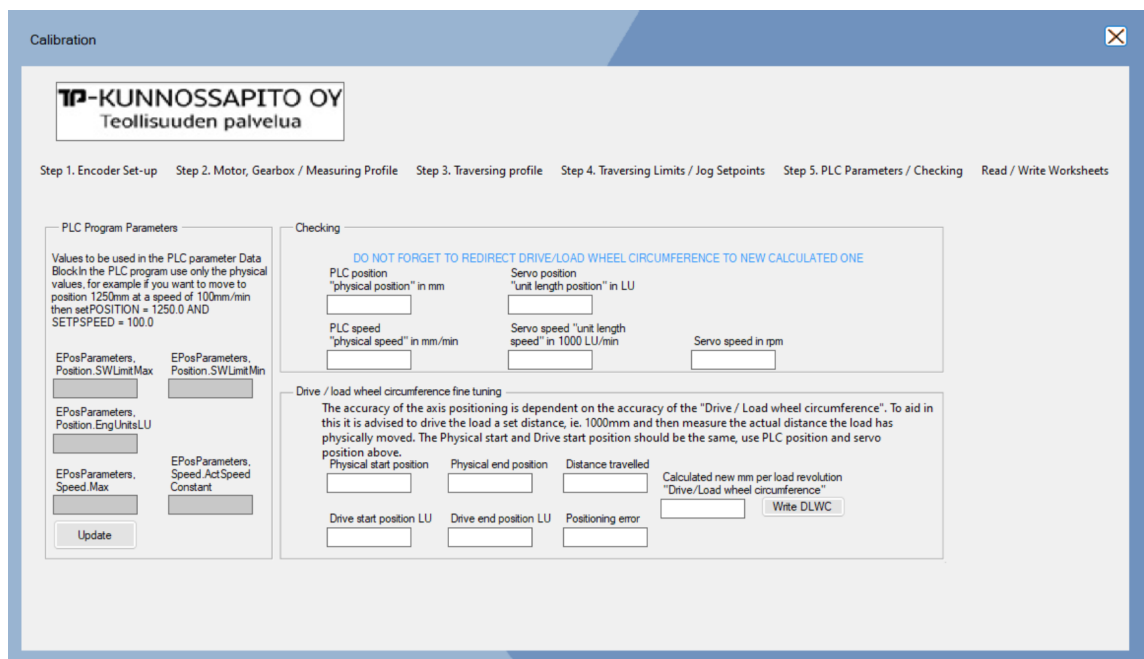 Calibration
TP-KUNNOSSAPITO OY
Teollisuuden palvelua
Step 1. Encoder Set-up Step 2. Motor, Gearbox / Measuring Profile Step 3. Traversing profile Step 4. Traversing Limits / Jog Setpoints Step 5. PLC Parameters / Checking Read / Write Worksheets
PLC Program Parameters
Values to be used in the PLC parameter Data
BlockIn the PLC program use only the physical
values, for example if you want to move to
position 1250mm at a speed of 100mm/min
then setPOSITION = 1250.0 AND
SETPSPEED = 100.0
EPosParameters, EPosParameters,
Position.SWLimitMax Position.SWLimitMin
EPosParameters,
Position.EngUnitsLU
EPosParameters,
Speed.Max
EPosParameters,
Speed.ActSpeed
Constant
Update
Checking
DO NOT FORGET TO REDIRECT DRIVE/LOAD WHEEL CIRCUMFERENCE TO NEW CALCULATED ONE
PLC position Servo position
"physical position" in mm "unit length position" in LU
PLC speed Servo speed "unit length
"physical speed" in mm/min speed" in 1000 LU/min Servo speed in rpm
Drive / load wheel circumference fine tuning
The accuracy of the axis positioning is dependent on the accuracy of the "Drive / Load wheel circumference". To aid in
this it is advised to drive the load a set distance, ie. 1000mm and then measure the actual distance the load has
physically moved. The Physical start and Drive start position should be the same, use PLC position and servo
position above.
Physical start position Physical end position Distance travelled
Calculated new mm per load revolution
"Drive/Load wheel circumference"
Write DLWC
Drive start position LU Drive end position LU Positioning error